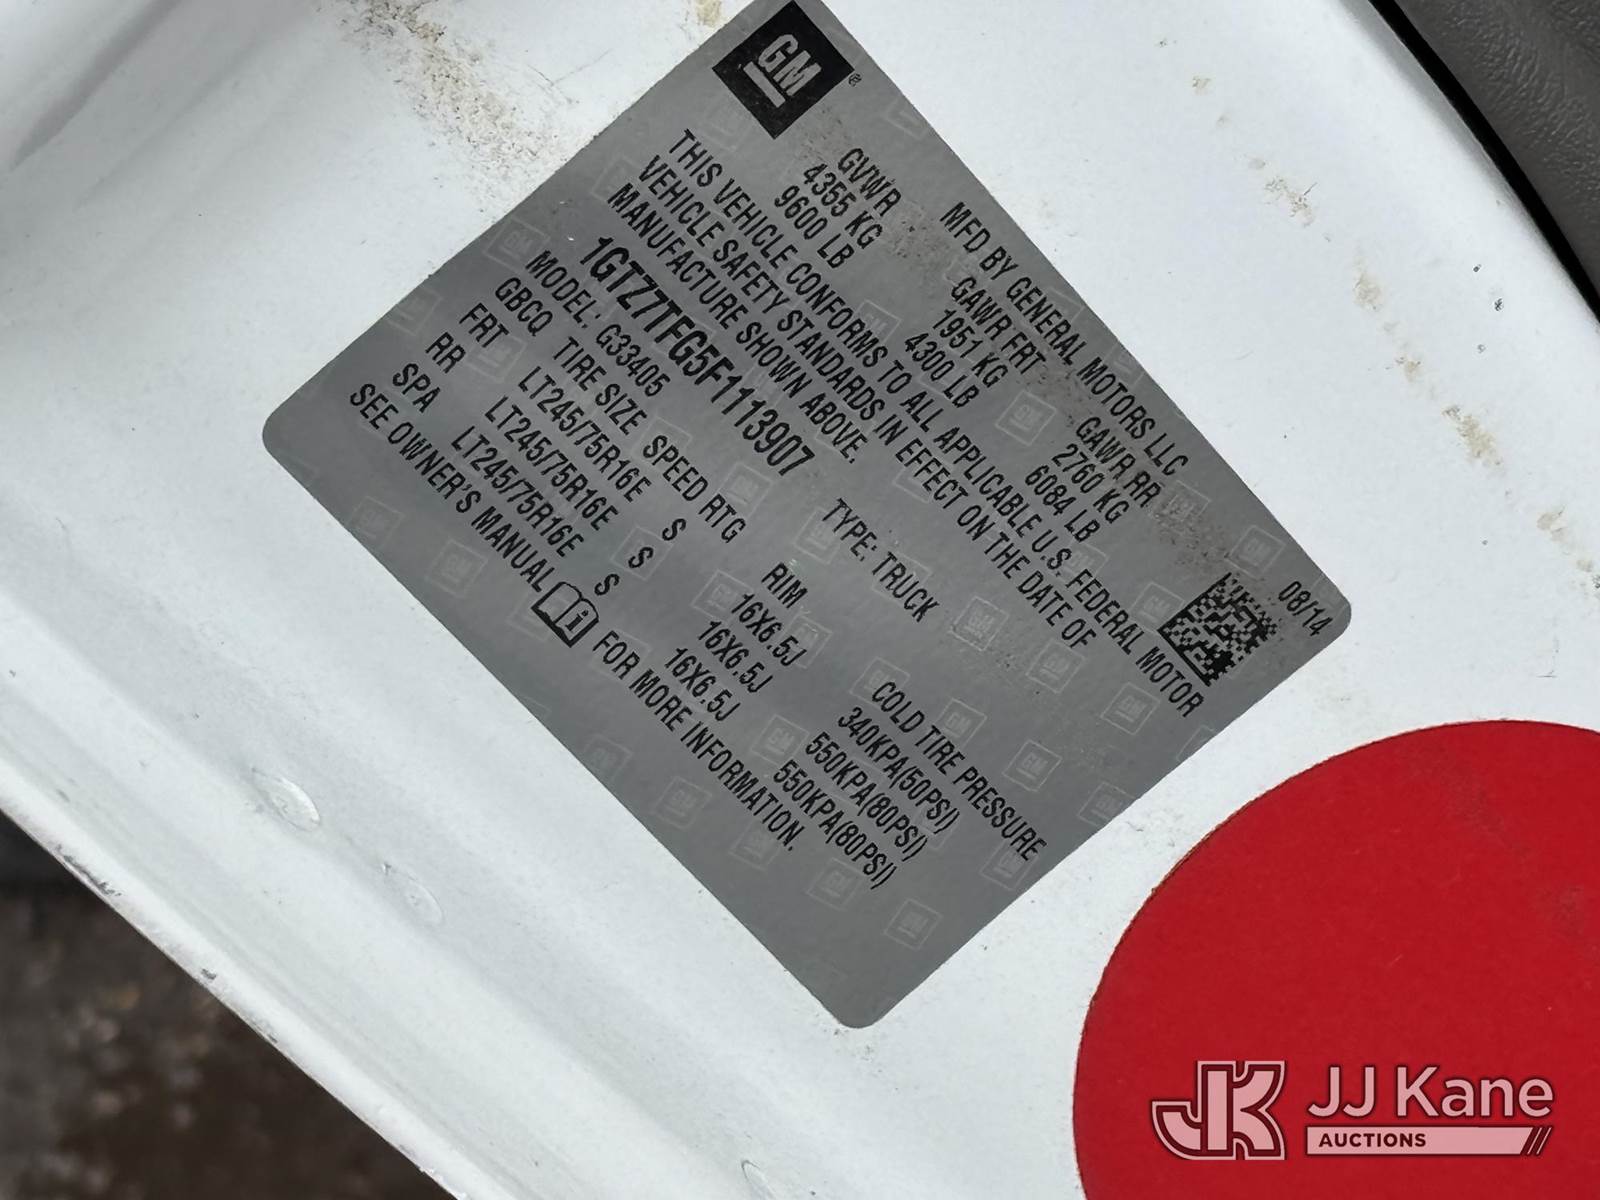 GM
MFD BY GENERAL MOTORS LLC 08/14
GVWR GAWR FRT GAWR RR
4355 KG 1951 KG 2760 KG
9600 LB 4300 LB 6084 LB
THIS VEHICLE CONFORMS TO ALL APPLICABLE U.S. FEDERAL MOTOR
VEHICLE SAFETY STANDARDS IN EFFECT ON THE DATE OF
MANUFACTURE SHOWN ABOVE.
1GTZ7TFG5F1113907 TYPE: TRUCK
MODEL: G33405
GBCQ TIRE SIZE SPEED RTG RIM COLD TIRE PRESSURE
FRT LT245/75R16E S 16X6.5J 340KPA(50PSI)
RR LT245/75R16E S 16X6.5J 550KPA(80PSI)
SPA LT245/75R16E S 16X6.5J 550KPA(80PSI)
SEE OWNER'S MANUAL FOR MORE INFORMATION.
JK JJ Kane
AUCTIONS